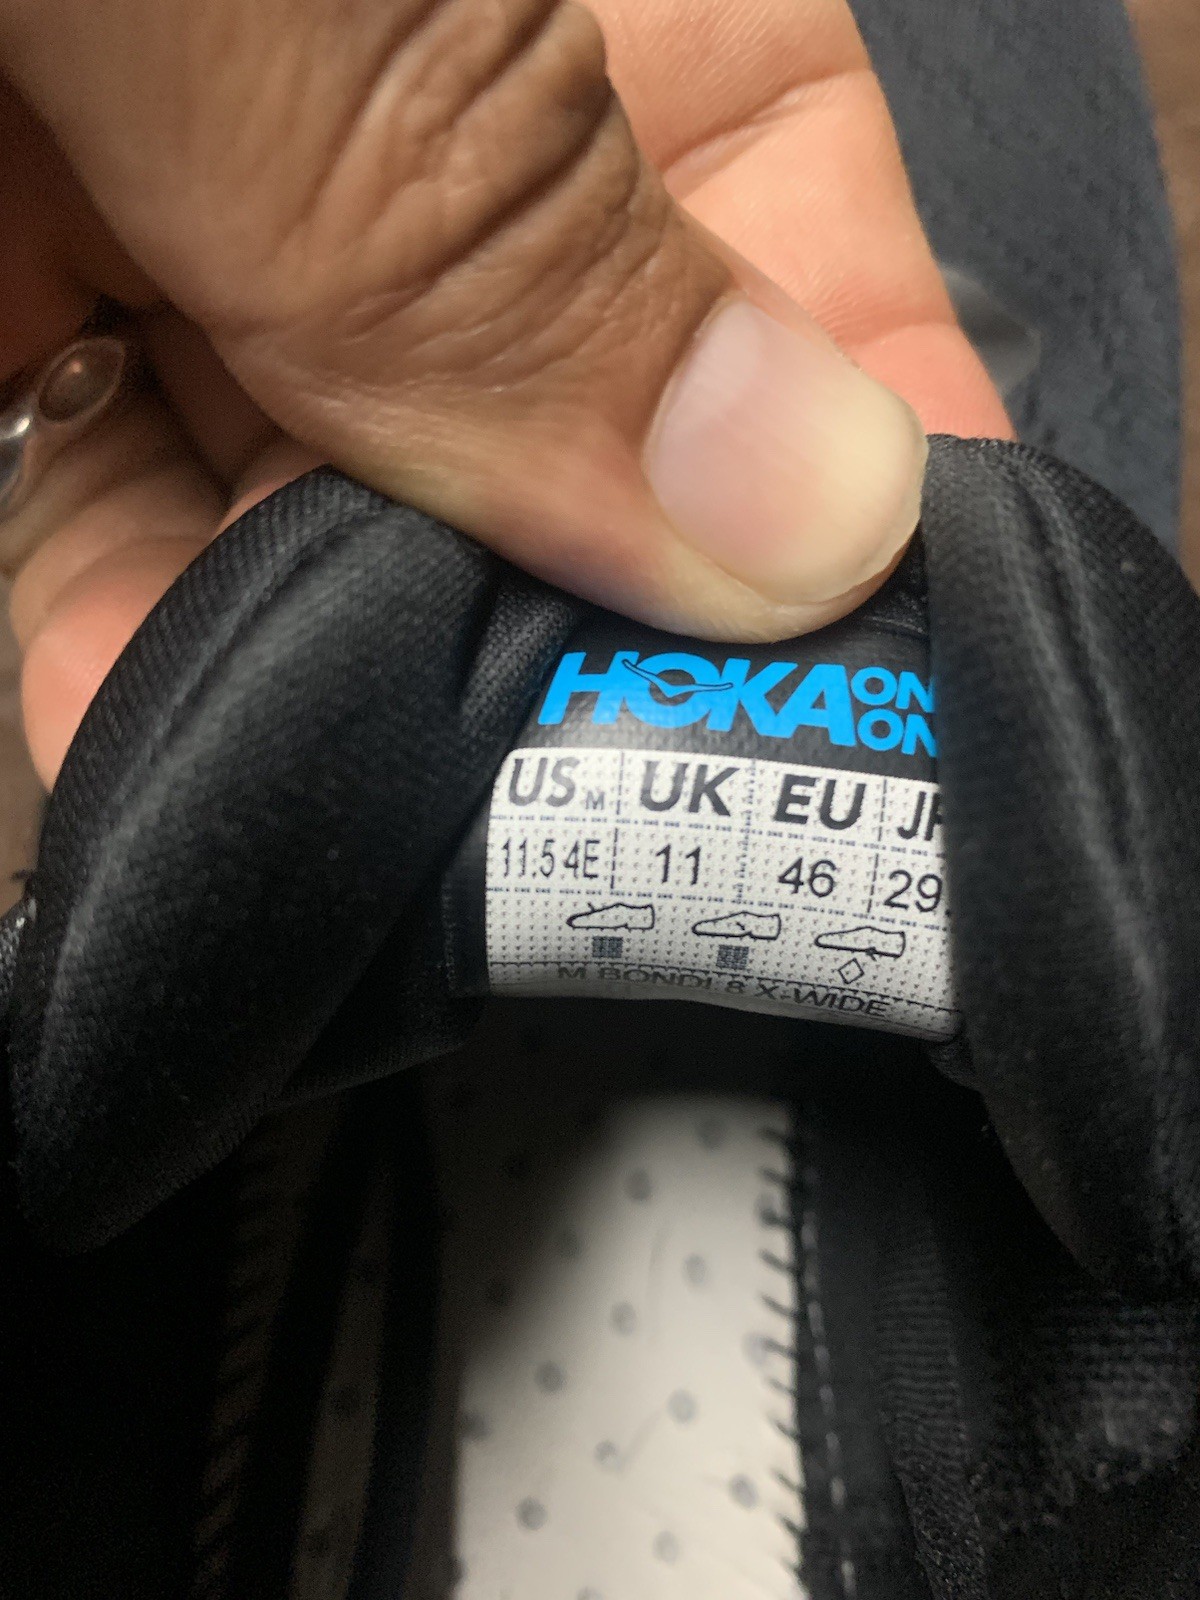 HOKA ON
ON
US M UK EU
11.5 4E 11 46 29
M BONDI 8 X-WIDE